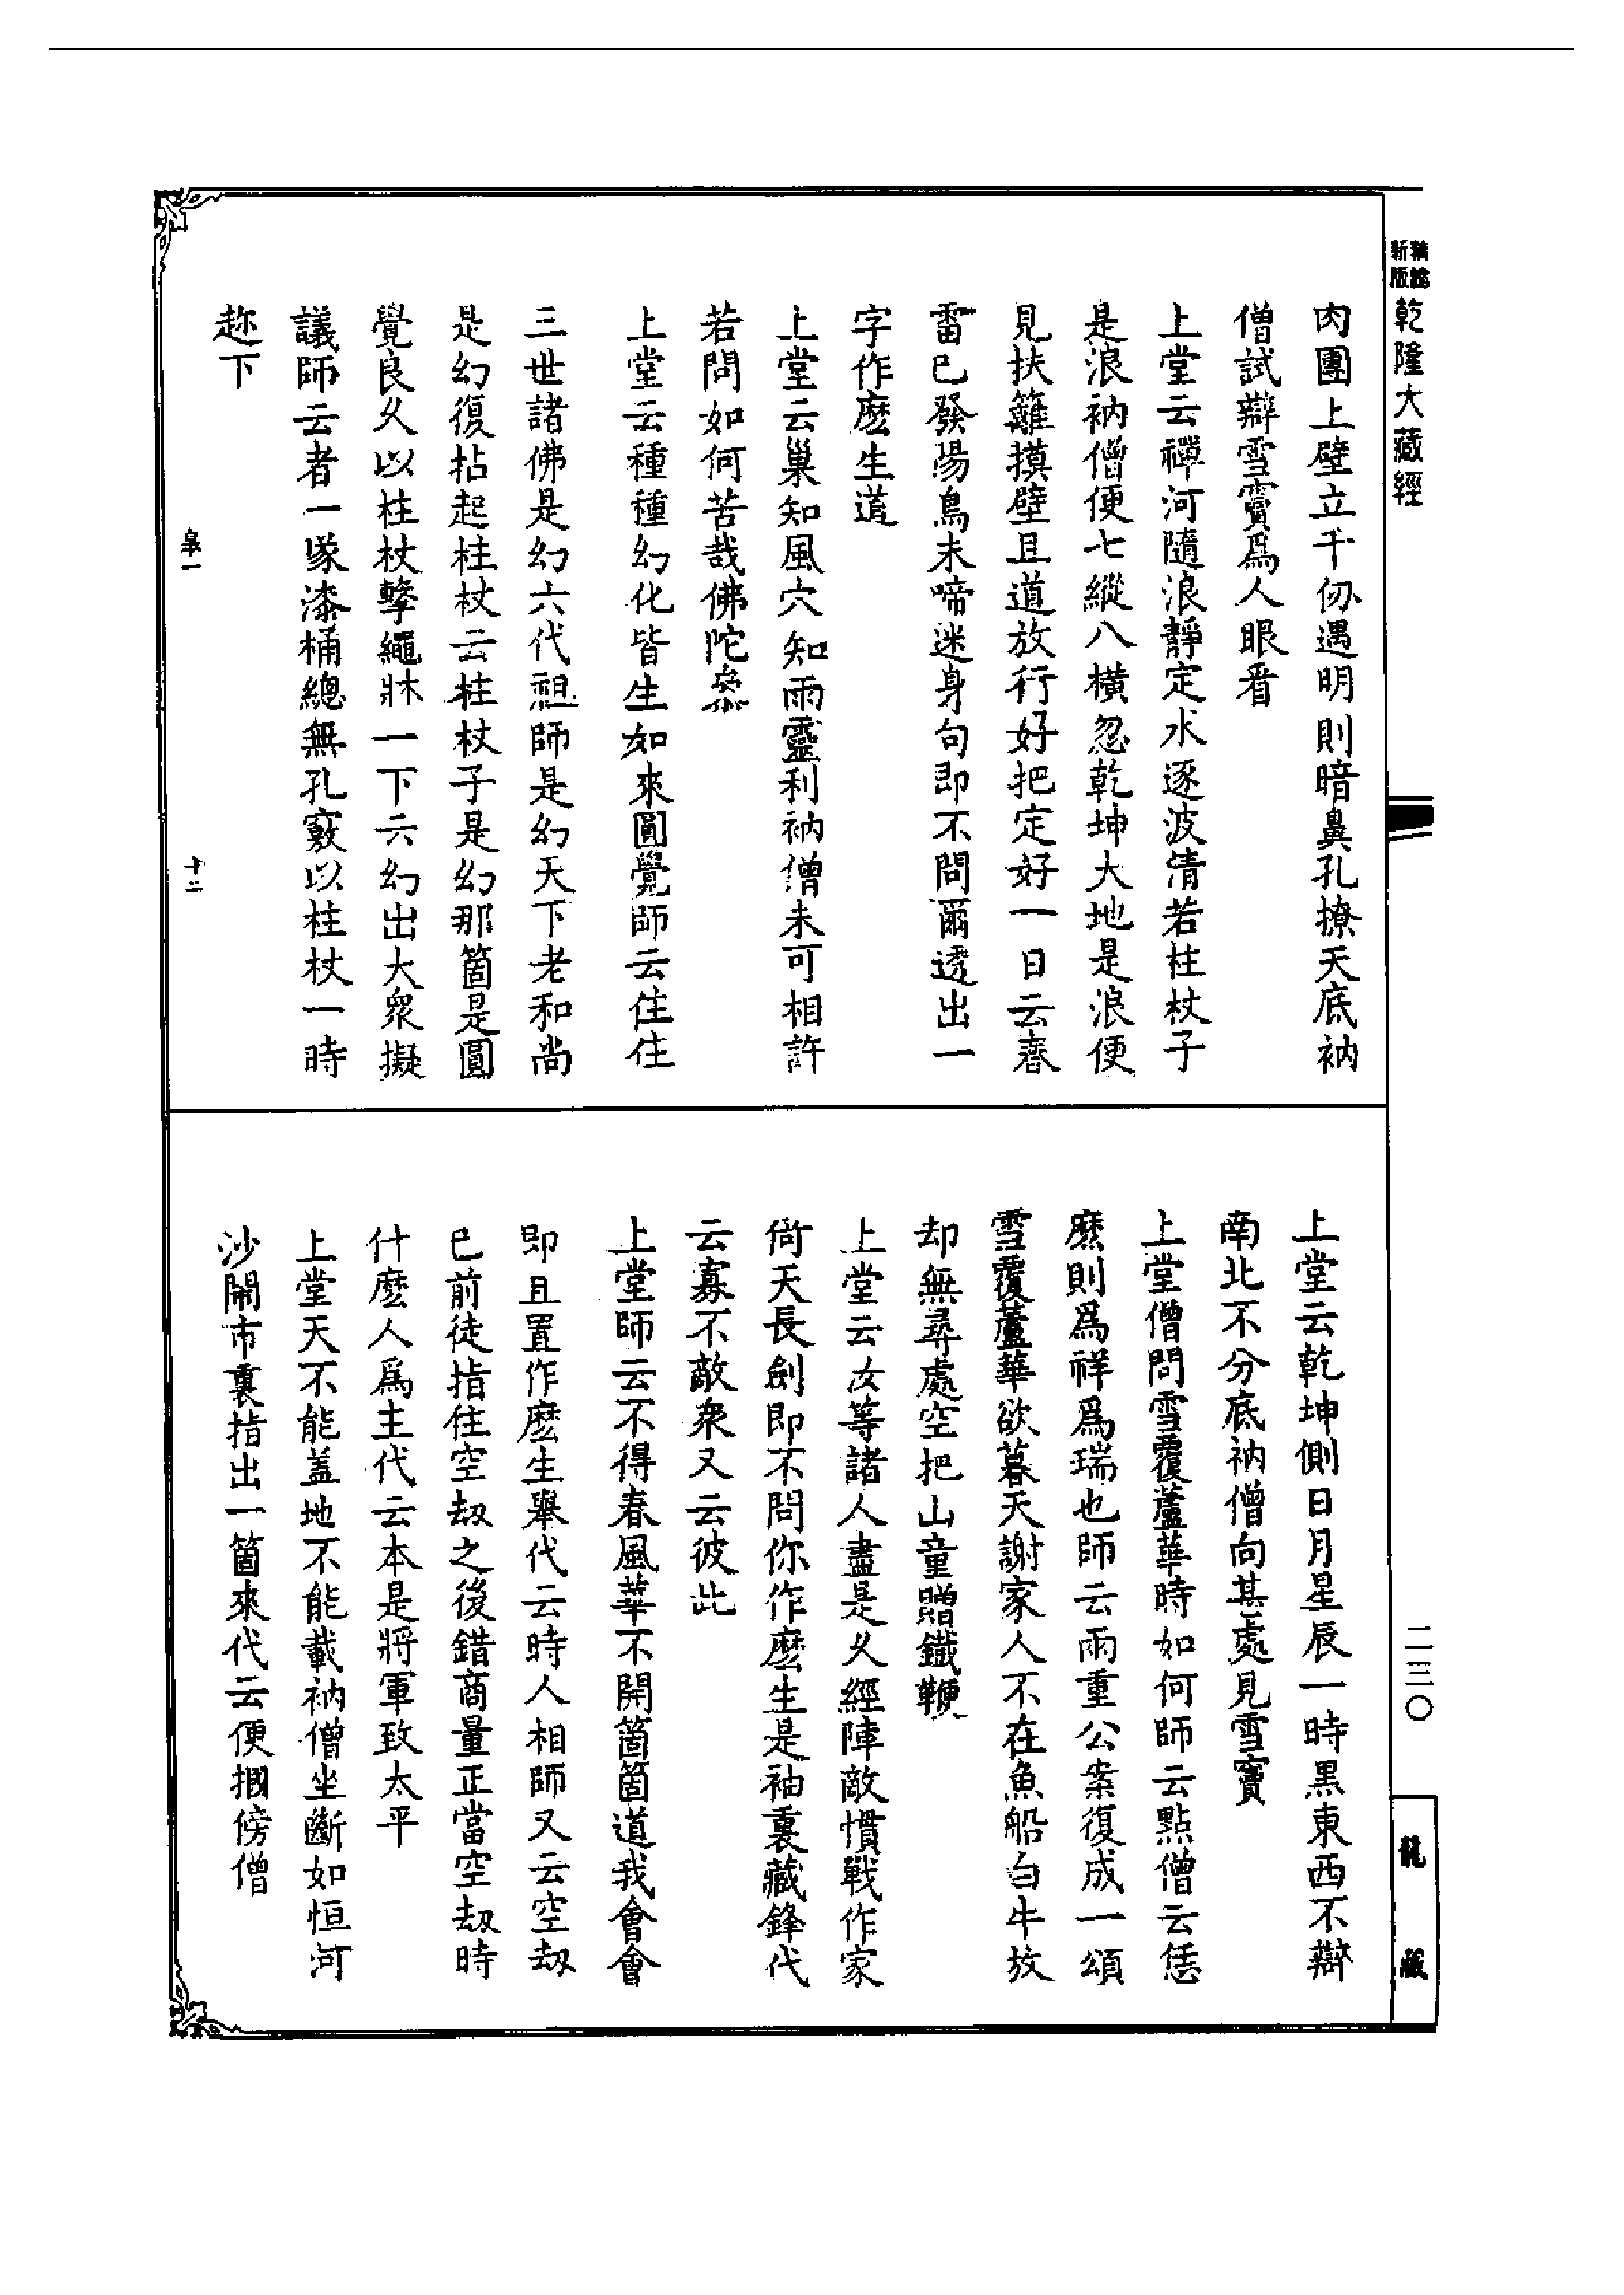 新編縮版
乾隆大藏經
肉團上壁立千仞遇明則暗鼻孔撩天底衲
僧試辯雪竇爲人眼看
上堂云禪河隨浪靜定水逐波清若柱杖子
是浪衲僧便七縱八橫忽乾坤大地是浪便
見扶籬摸壁且道放行好把定好一日云春
雷已發陽鳥未啼迷身句即不問爾透出一
字作麽生道
上堂云巢知風穴知雨靈利衲僧未可相許
若問如何苦哉佛陀叅
上堂云種種幻化皆生如來圓覺師云住住
三世諸佛是幻六代祖師是幻天下老和尚
是幻復拈起柱杖云柱杖子是幻那箇是圓
覺良久以柱杖擊繩牀一下云幻出大衆擬
議師云者一隊漆桶總無孔竅以柱杖一時
趂下
臯一
十二
上堂云乾坤側日月星辰一時黑東西不辯
南北不分底衲僧向甚處見雪竇
上堂僧問雪覆蘆華時如何師云點僧云恁
麽則爲祥爲瑞也師云兩重公案復成一頌
雪覆蘆華欲暮天謝家人不在魚船白牛放
却無尋處空把山童贈鐵鞭
上堂云汝等諸人盡是久經陣敵慣戰作家
倚天長劍即不問你作麽生是袖裏藏鋒代
云寡不敵衆又云彼此
上堂師云不得春風華不開箇箇道我會會
即且置作麽生舉代云時人相師又云空劫
已前徒指住空劫之後錯商量正當空劫時
什麽人爲主代云本是將軍致太平
上堂天不能蓋地不能載衲僧坐斷如恒河
沙鬧市裏指出一箇來代云便摑傍僧
二三〇
龍藏